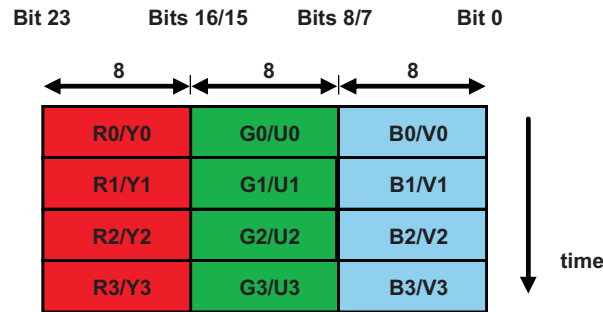 Bit 23 Bits 16/15 Bits 8/7 Bit 0
8 8 8
R0/Y0 G0/U0 B0/V0
R1/Y1 G1/U1 B1/V1
R2/Y2 G2/U2 B2/V2
time
R3/Y3 G3/U3 B3/V3